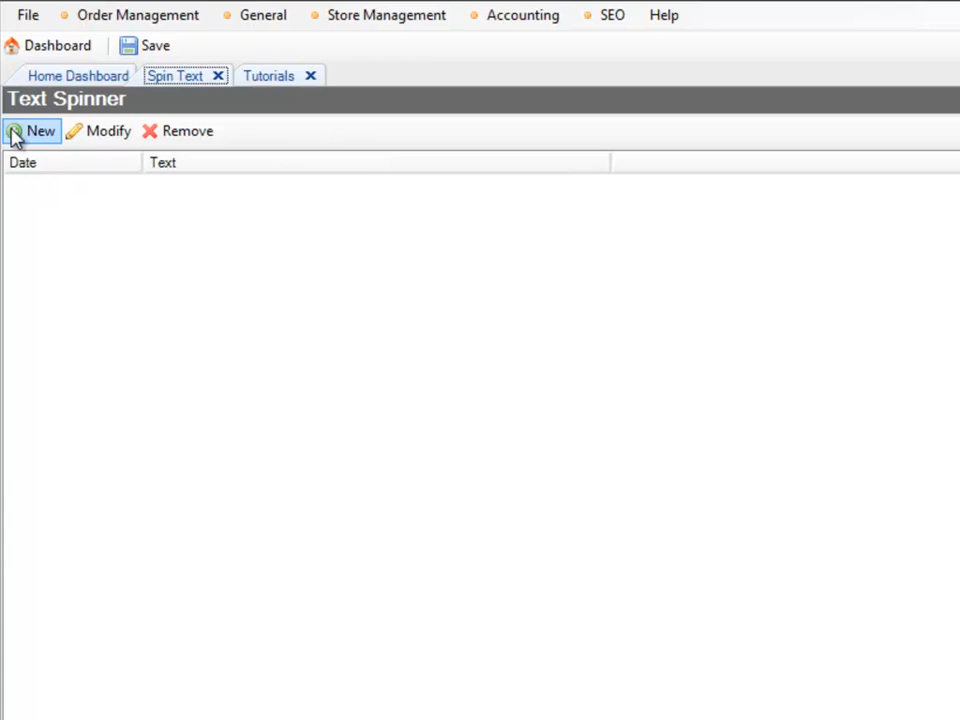 File Order Management General Store Management Accounting SEO Help
Dashboard Save
Home Dashboard Spin Text Tutorials
Text Spinner
New Modify Remove
Date Text